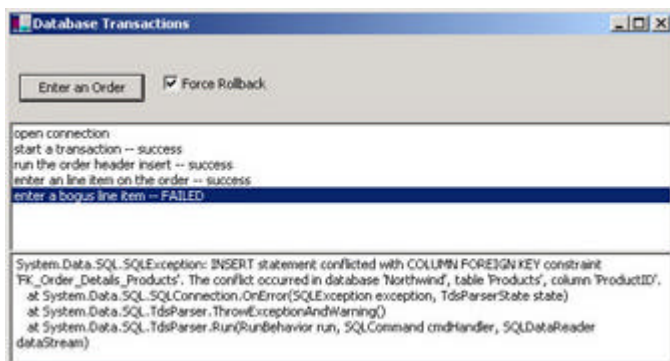 Database Transactions
Enter an Order
Force Rollback
open connection
start a transaction -- success
run the order header insert -- success
enter an line item on the order -- success
enter a bogus line item -- FAILED
System.Data.SQL.SQLException: INSERT statement conflicted with COLUMN FOREIGN KEY constraint
'FK_Order_Details_Products'. The conflict occurred in database 'Northwind', table 'Products', column 'ProductID'.
at System.Data.SQL.SQLConnection.OnError(SQLException exception, TdsParserState state)
at System.Data.SQL.TdsParser.ThrowExceptionAndWarning()
at System.Data.SQL.TdsParser.Run(RunBehavior run, SQLCommand cmdHandler, SQLDataReader
dataStream)